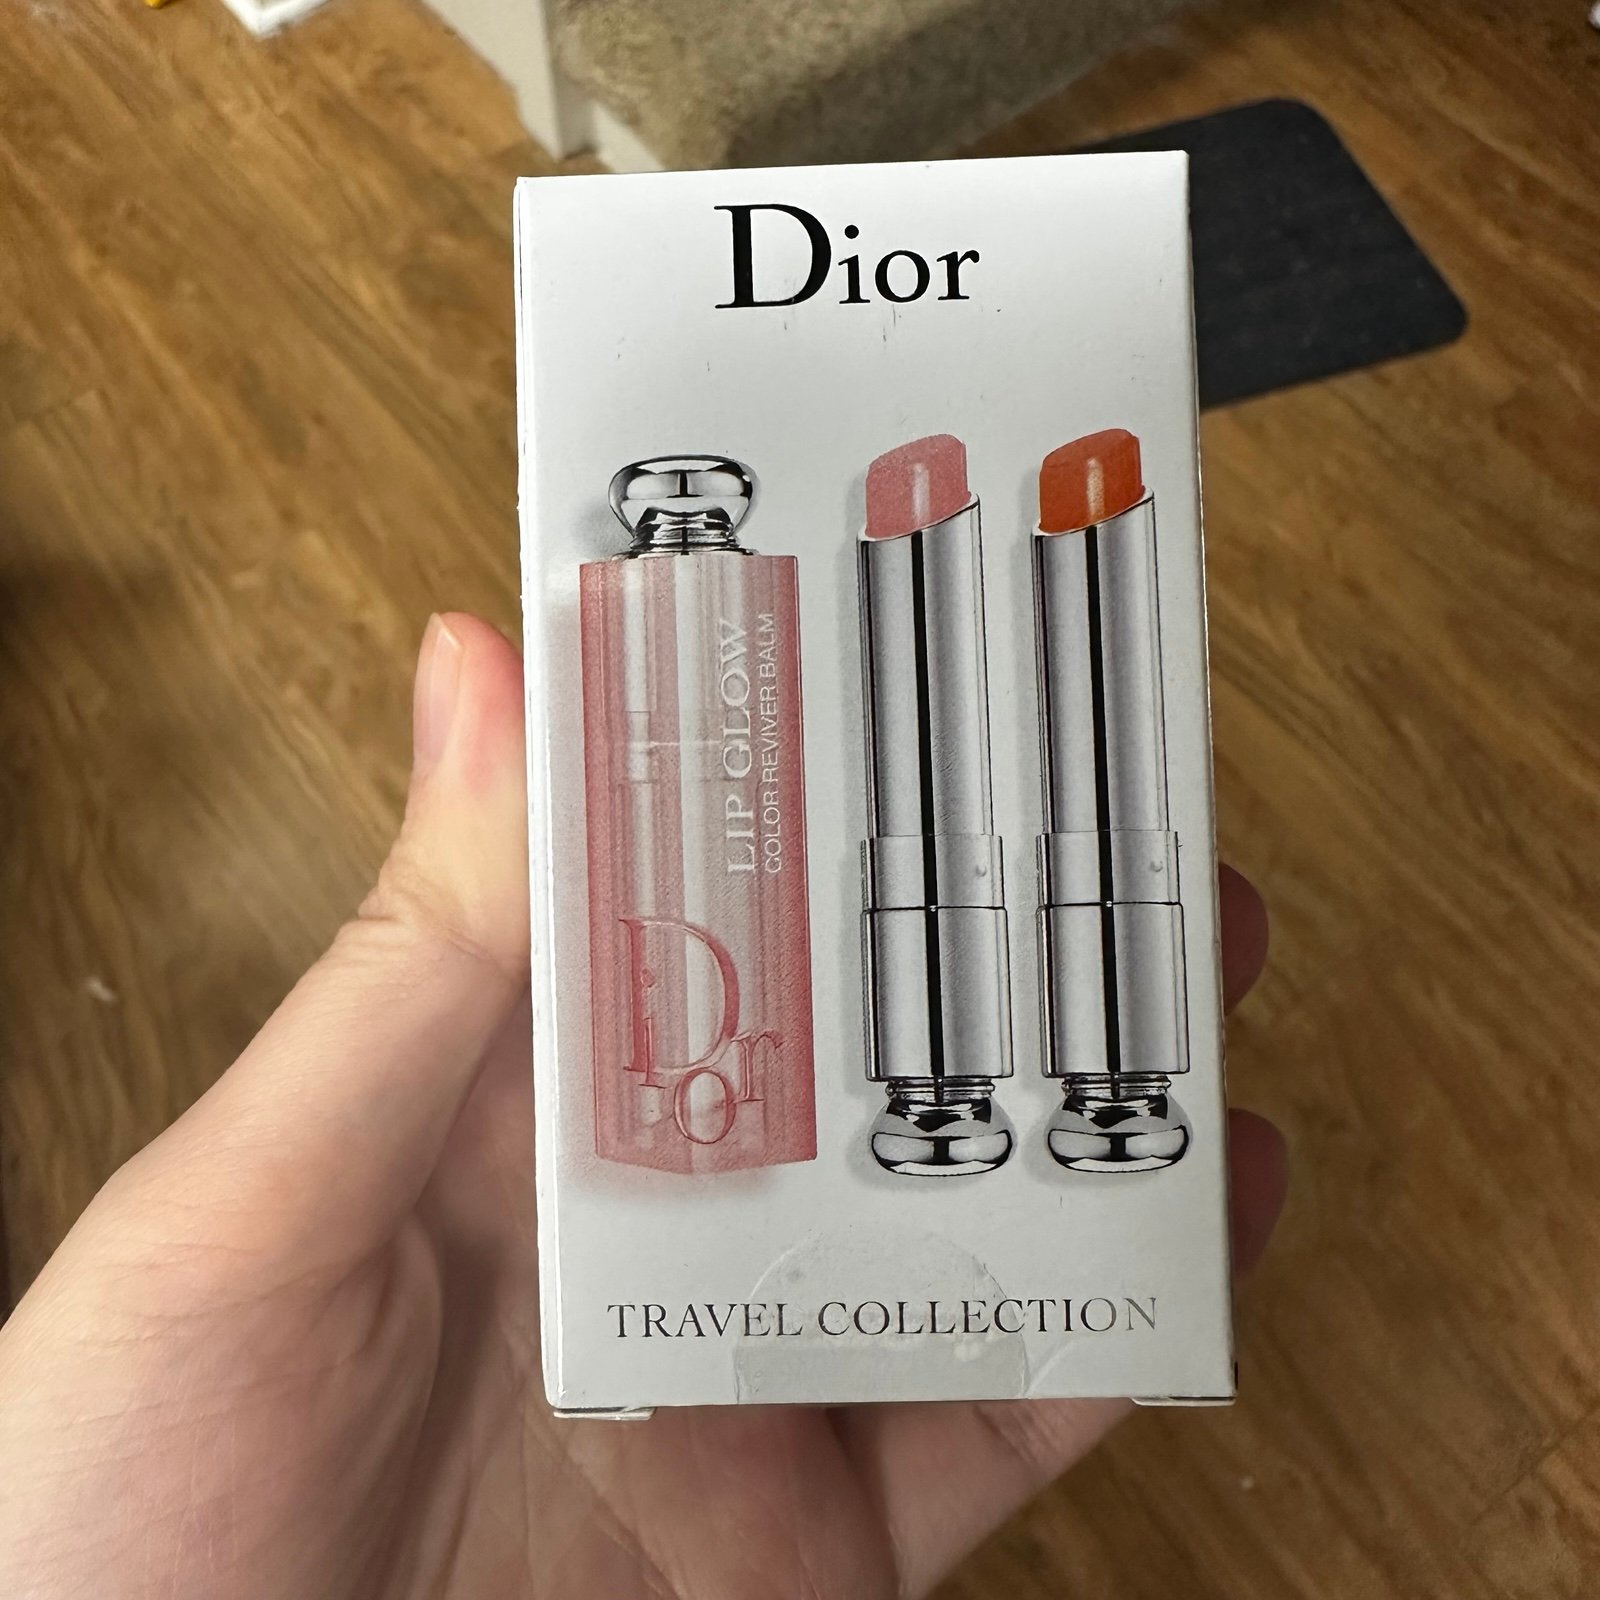 Dior
LIP GLOW
COLOR REVIVER BALM
Dior
TRAVEL COLLECTION